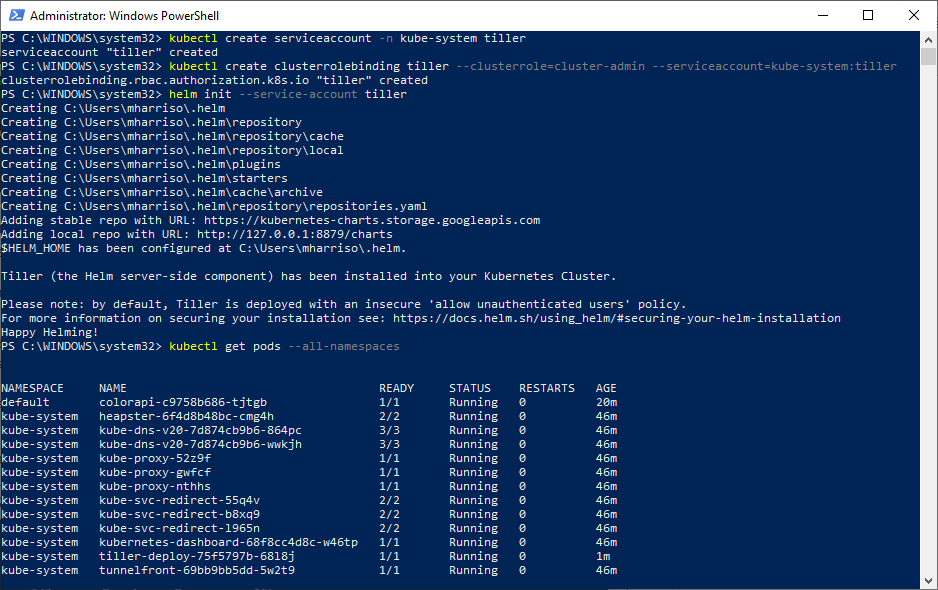 Administrator: Windows PowerShell
PS C:\WINDOWS\system32> kubectl create serviceaccount -n kube-system tiller
serviceaccount "tiller" created
PS C:\WINDOWS\system32> kubectl create clusterrolebinding tiller --clusterrole=cluster-admin --serviceaccount=kube-system:tiller
clusterrolebinding.rbac.authorization.k8s.io "tiller" created
PS C:\WINDOWS\system32> helm init --service-account tiller
Creating C:\Users\mharriso\.helm
Creating C:\Users\mharriso\.helm\repository
Creating C:\Users\mharriso\.helm\repository\cache
Creating C:\Users\mharriso\.helm\repository\local
Creating C:\Users\mharriso\.helm\plugins
Creating C:\Users\mharriso\.helm\starters
Creating C:\Users\mharriso\.helm\cache\archive
Creating C:\Users\mharriso\.helm\repository\repositories.yaml
Adding stable repo with URL: https://kubernetes-charts.storage.googleapis.com
Adding local repo with URL: http://127.0.0.1:8879/charts
$HELM_HOME has been configured at C:\Users\mharriso\.helm.
Tiller (the Helm server-side component) has been installed into your Kubernetes Cluster.
Please note: by default, Tiller is deployed with an insecure 'allow unauthenticated users' policy.
For more information on securing your installation see: https://docs.helm.sh/using_helm/#securing-your-helm-installation
Happy Helming!
PS C:\WINDOWS\system32> kubectl get pods --all-namespaces
NAMESPACE NAME READY STATUS RESTARTS AGE
default colorapi-c9758b686-tjtgb 1/1 Running 0 20m
kube-system heapster-6f4d8b48bc-cmg4h 2/2 Running 0 46m
kube-system kube-dns-v20-7d874cb9b6-864pc 3/3 Running 0 46m
kube-system kube-dns-v20-7d874cb9b6-wwkjh 3/3 Running 0 46m
kube-system kube-proxy-52z9f 1/1 Running 0 46m
kube-system kube-proxy-gwfcf 1/1 Running 0 46m
kube-system kube-proxy-nthhs 1/1 Running 0 46m
kube-system kube-svc-redirect-55q4v 2/2 Running 0 46m
kube-system kube-svc-redirect-b8xq9 2/2 Running 0 46m
kube-system kube-svc-redirect-l965n 2/2 Running 0 46m
kube-system kubernetes-dashboard-68f8cc4d8c-w46tp 1/1 Running 0 46m
kube-system tiller-deploy-75f5797b-68l8j 1/1 Running 0 1m
kube-system tunnelfront-69bb9bb5dd-5w2t9 1/1 Running 0 46m